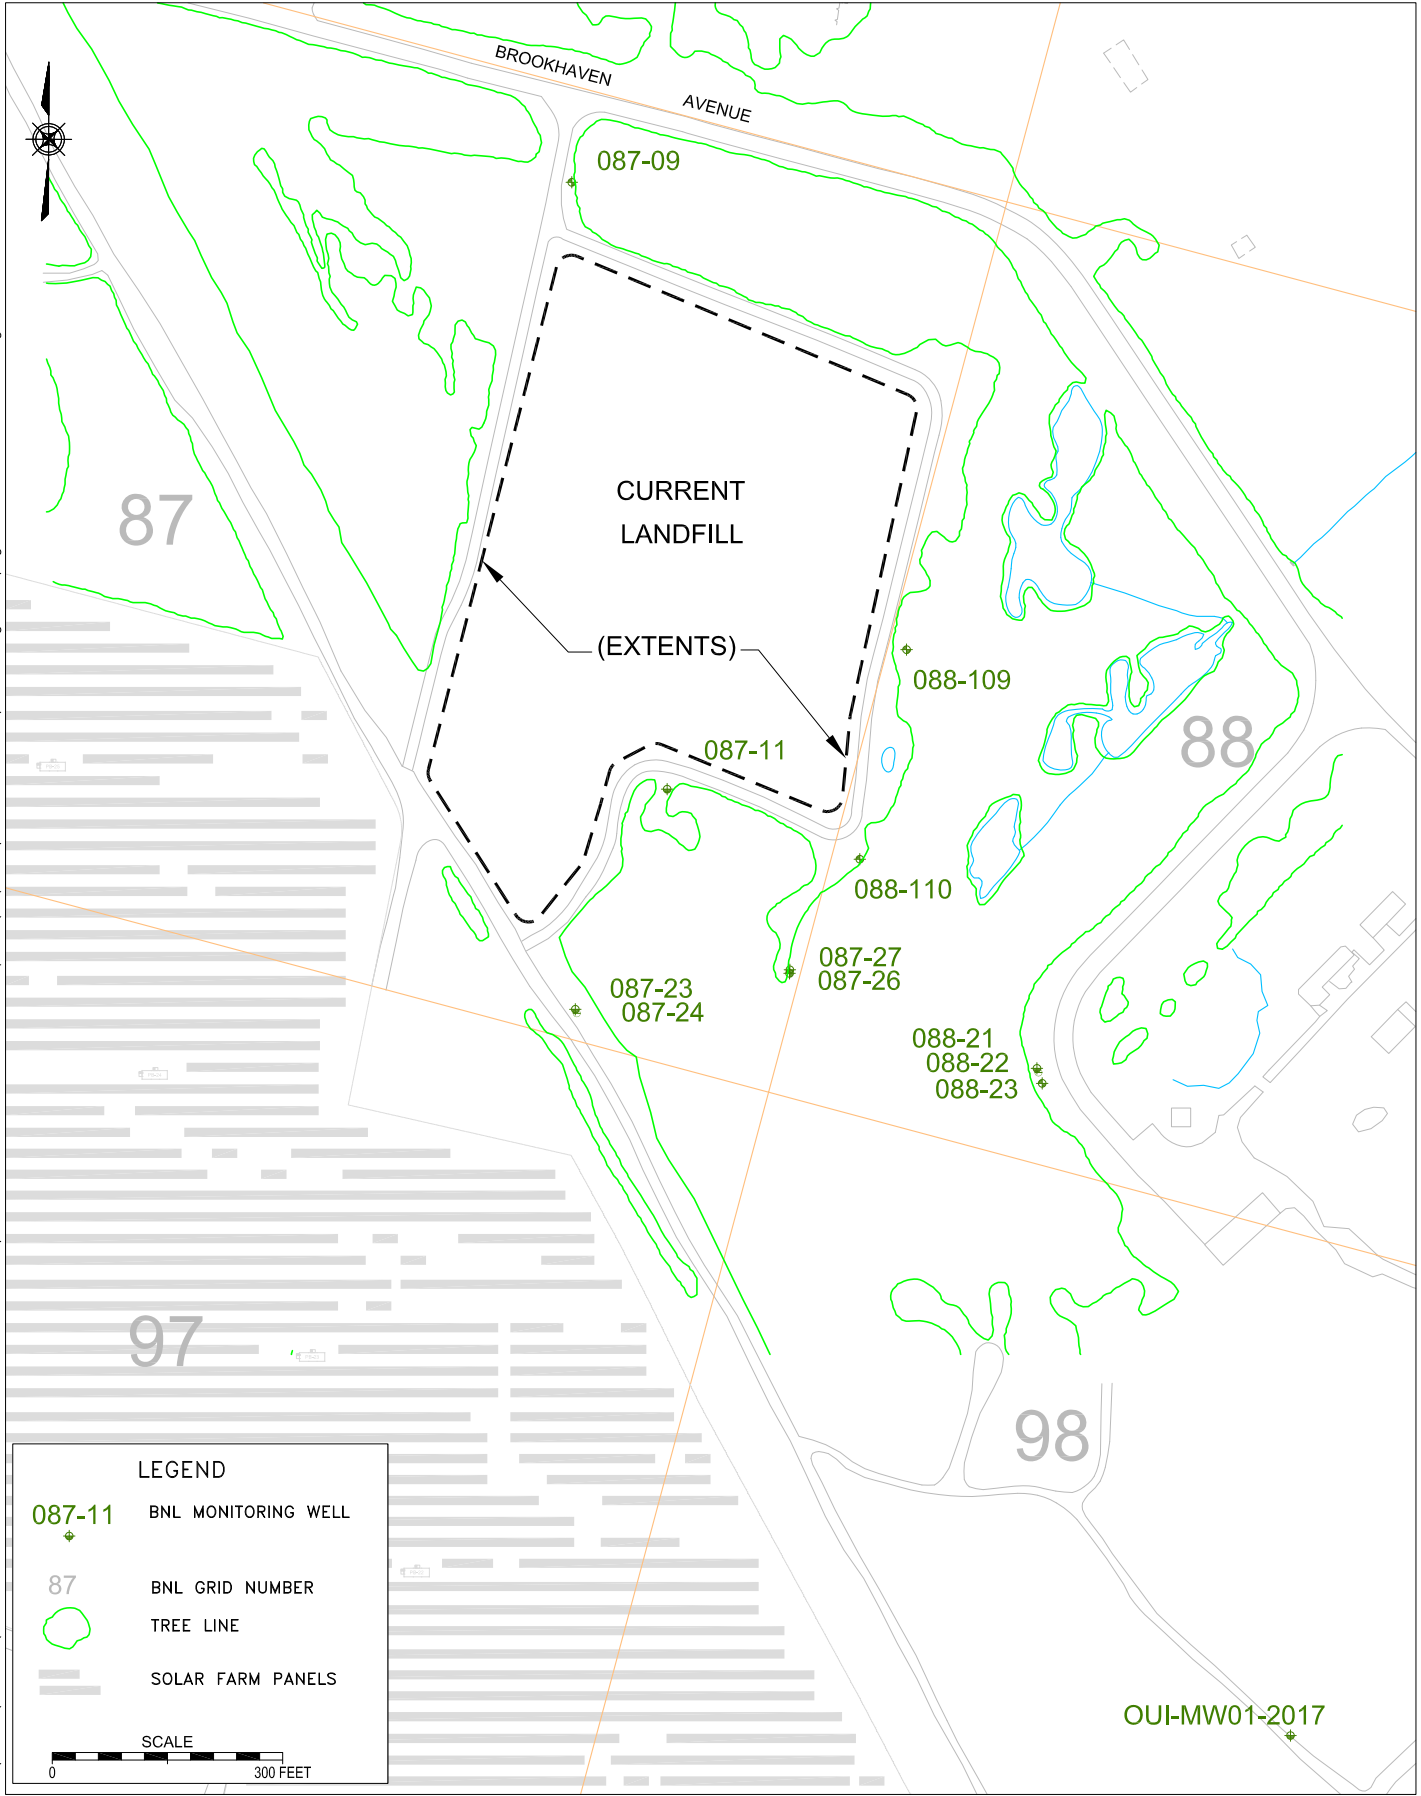 BROOKHAVEN
AVENUE
087-09
CURRENT
LANDFILL
87
(EXTENTS)
088-109
88
087-11
088-110
087-27
087-26
087-23
087-24
088-21
088-22
088-23
97
98
LEGEND
087-11 BNL MONITORING WELL
87 BNL GRID NUMBER
TREE LINE
SOLAR FARM PANELS
SCALE
0 300 FEET
OUI-MW01-2017